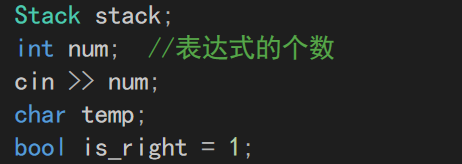 Stack stack;
int num;  //表达式的个数
cin >> num;
char temp;
bool is_right = 1;